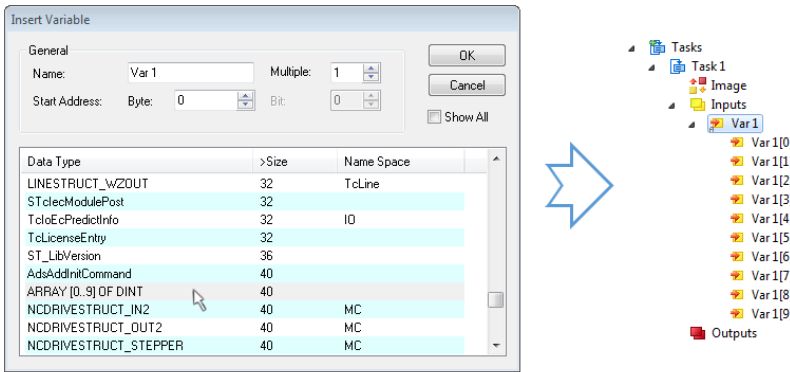 Insert Variable
General
Name: Var 1 Multiple: 1
Start Address: Byte: 0 Bit: 0
OK
Cancel
Show All
Data Type >Size Name Space
LINESTRUCT_WZOUT 32 TcLine
STcIecModulePost 32
TcIoEcPredictInfo 32 IO
TcLicenseEntry 32
ST_LibVersion 36
AdsAddInitCommand 40
ARRAY [0..9] OF DINT 40
NCDRIVESTRUCT_IN2 40 MC
NCDRIVESTRUCT_OUT2 40 MC
NCDRIVESTRUCT_STEPPER 40 MC
Tasks
Task 1
Image
Inputs
Var 1
Var 1[0
Var 1[1
Var 1[2
Var 1[3
Var 1[4
Var 1[5
Var 1[6
Var 1[7
Var 1[8
Var 1[9
Outputs